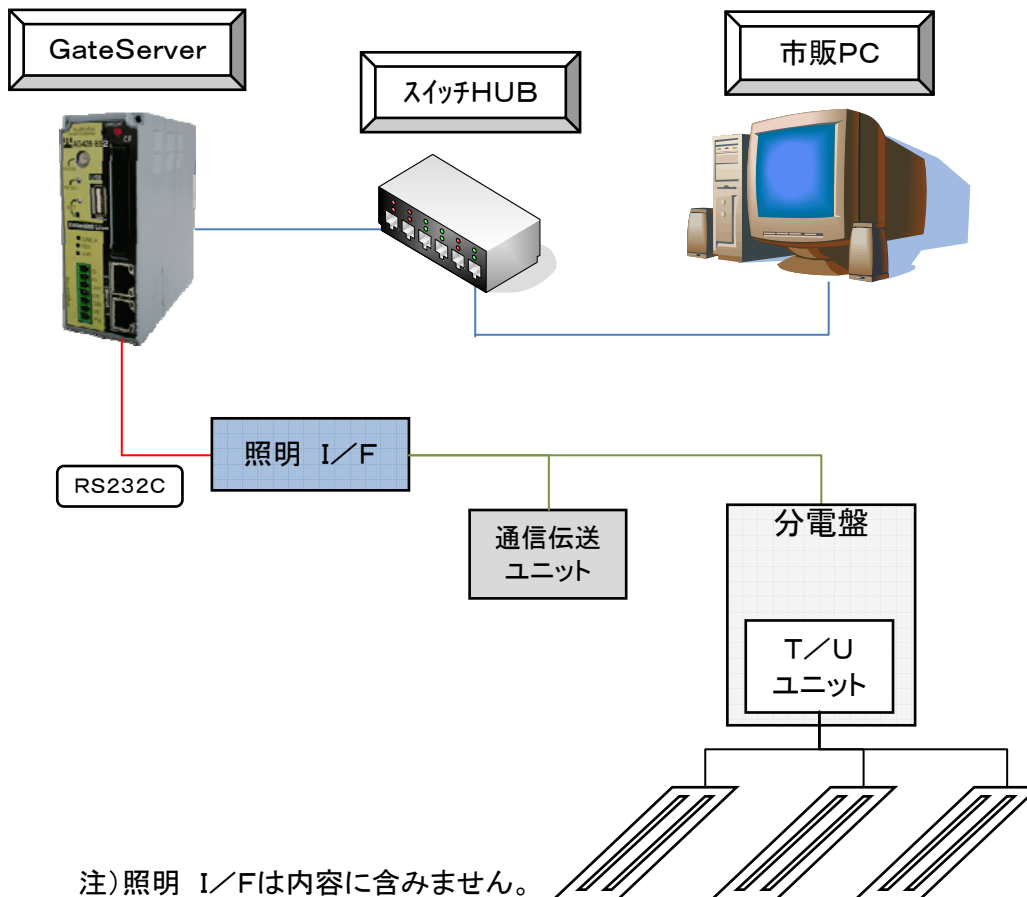 GateServer
スイッチHUB
市販PC
CF
照明 I／F
RS232C
通信伝送
ユニット
分電盤
T／U
ユニット
注）照明 I／Fは内容に含みません。